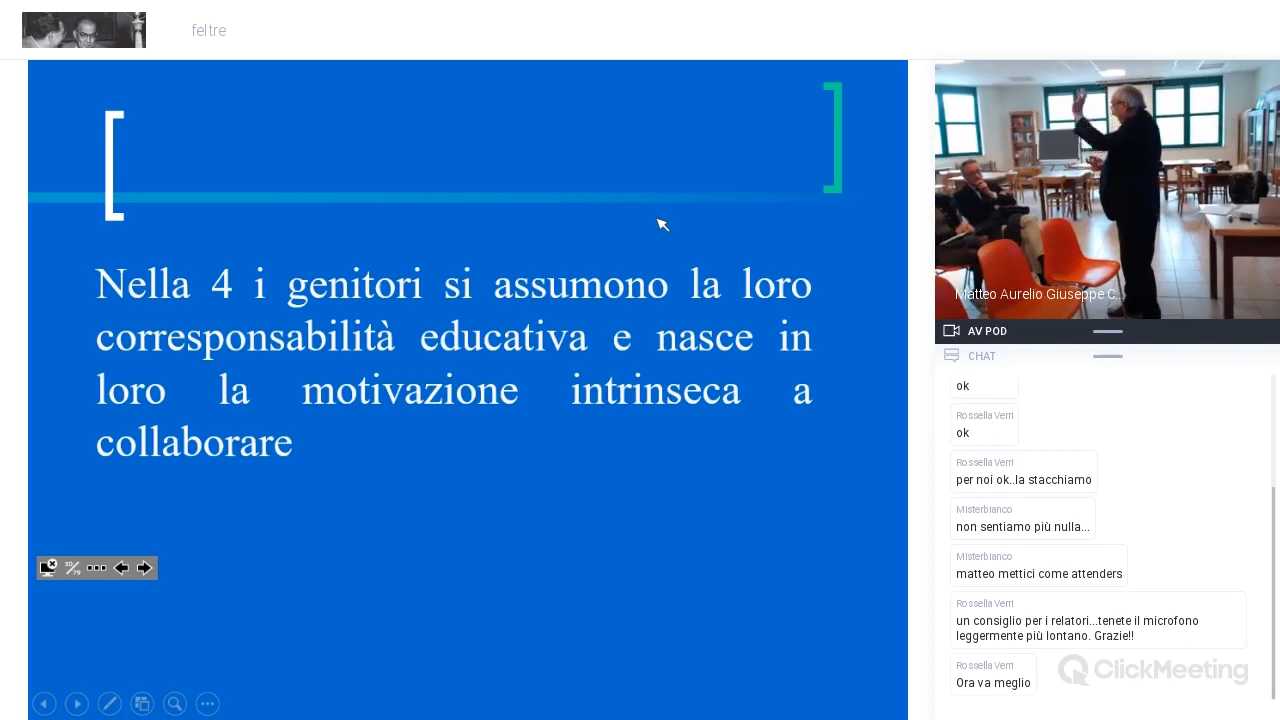 feltre
[ ]
Nella 4 i genitori si assumono la loro
corresponsabilità educativa e nasce in
loro la motivazione intrinseca a
collaborare
50/79
Matteo Aurelio Giuseppe C...
AV POD
CHAT
ok
Rossella Verri
ok
Rossella Verri
per noi ok..la stacchiamo
Misterbianco
non sentiamo più nulla...
Misterbianco
matteo mettici come attenders
Rossella Verri
un consiglio per i relatori...tenete il microfono
leggermente più lontano. Grazie!!
Rossella Verri
Ora va meglio
ClickMeeting